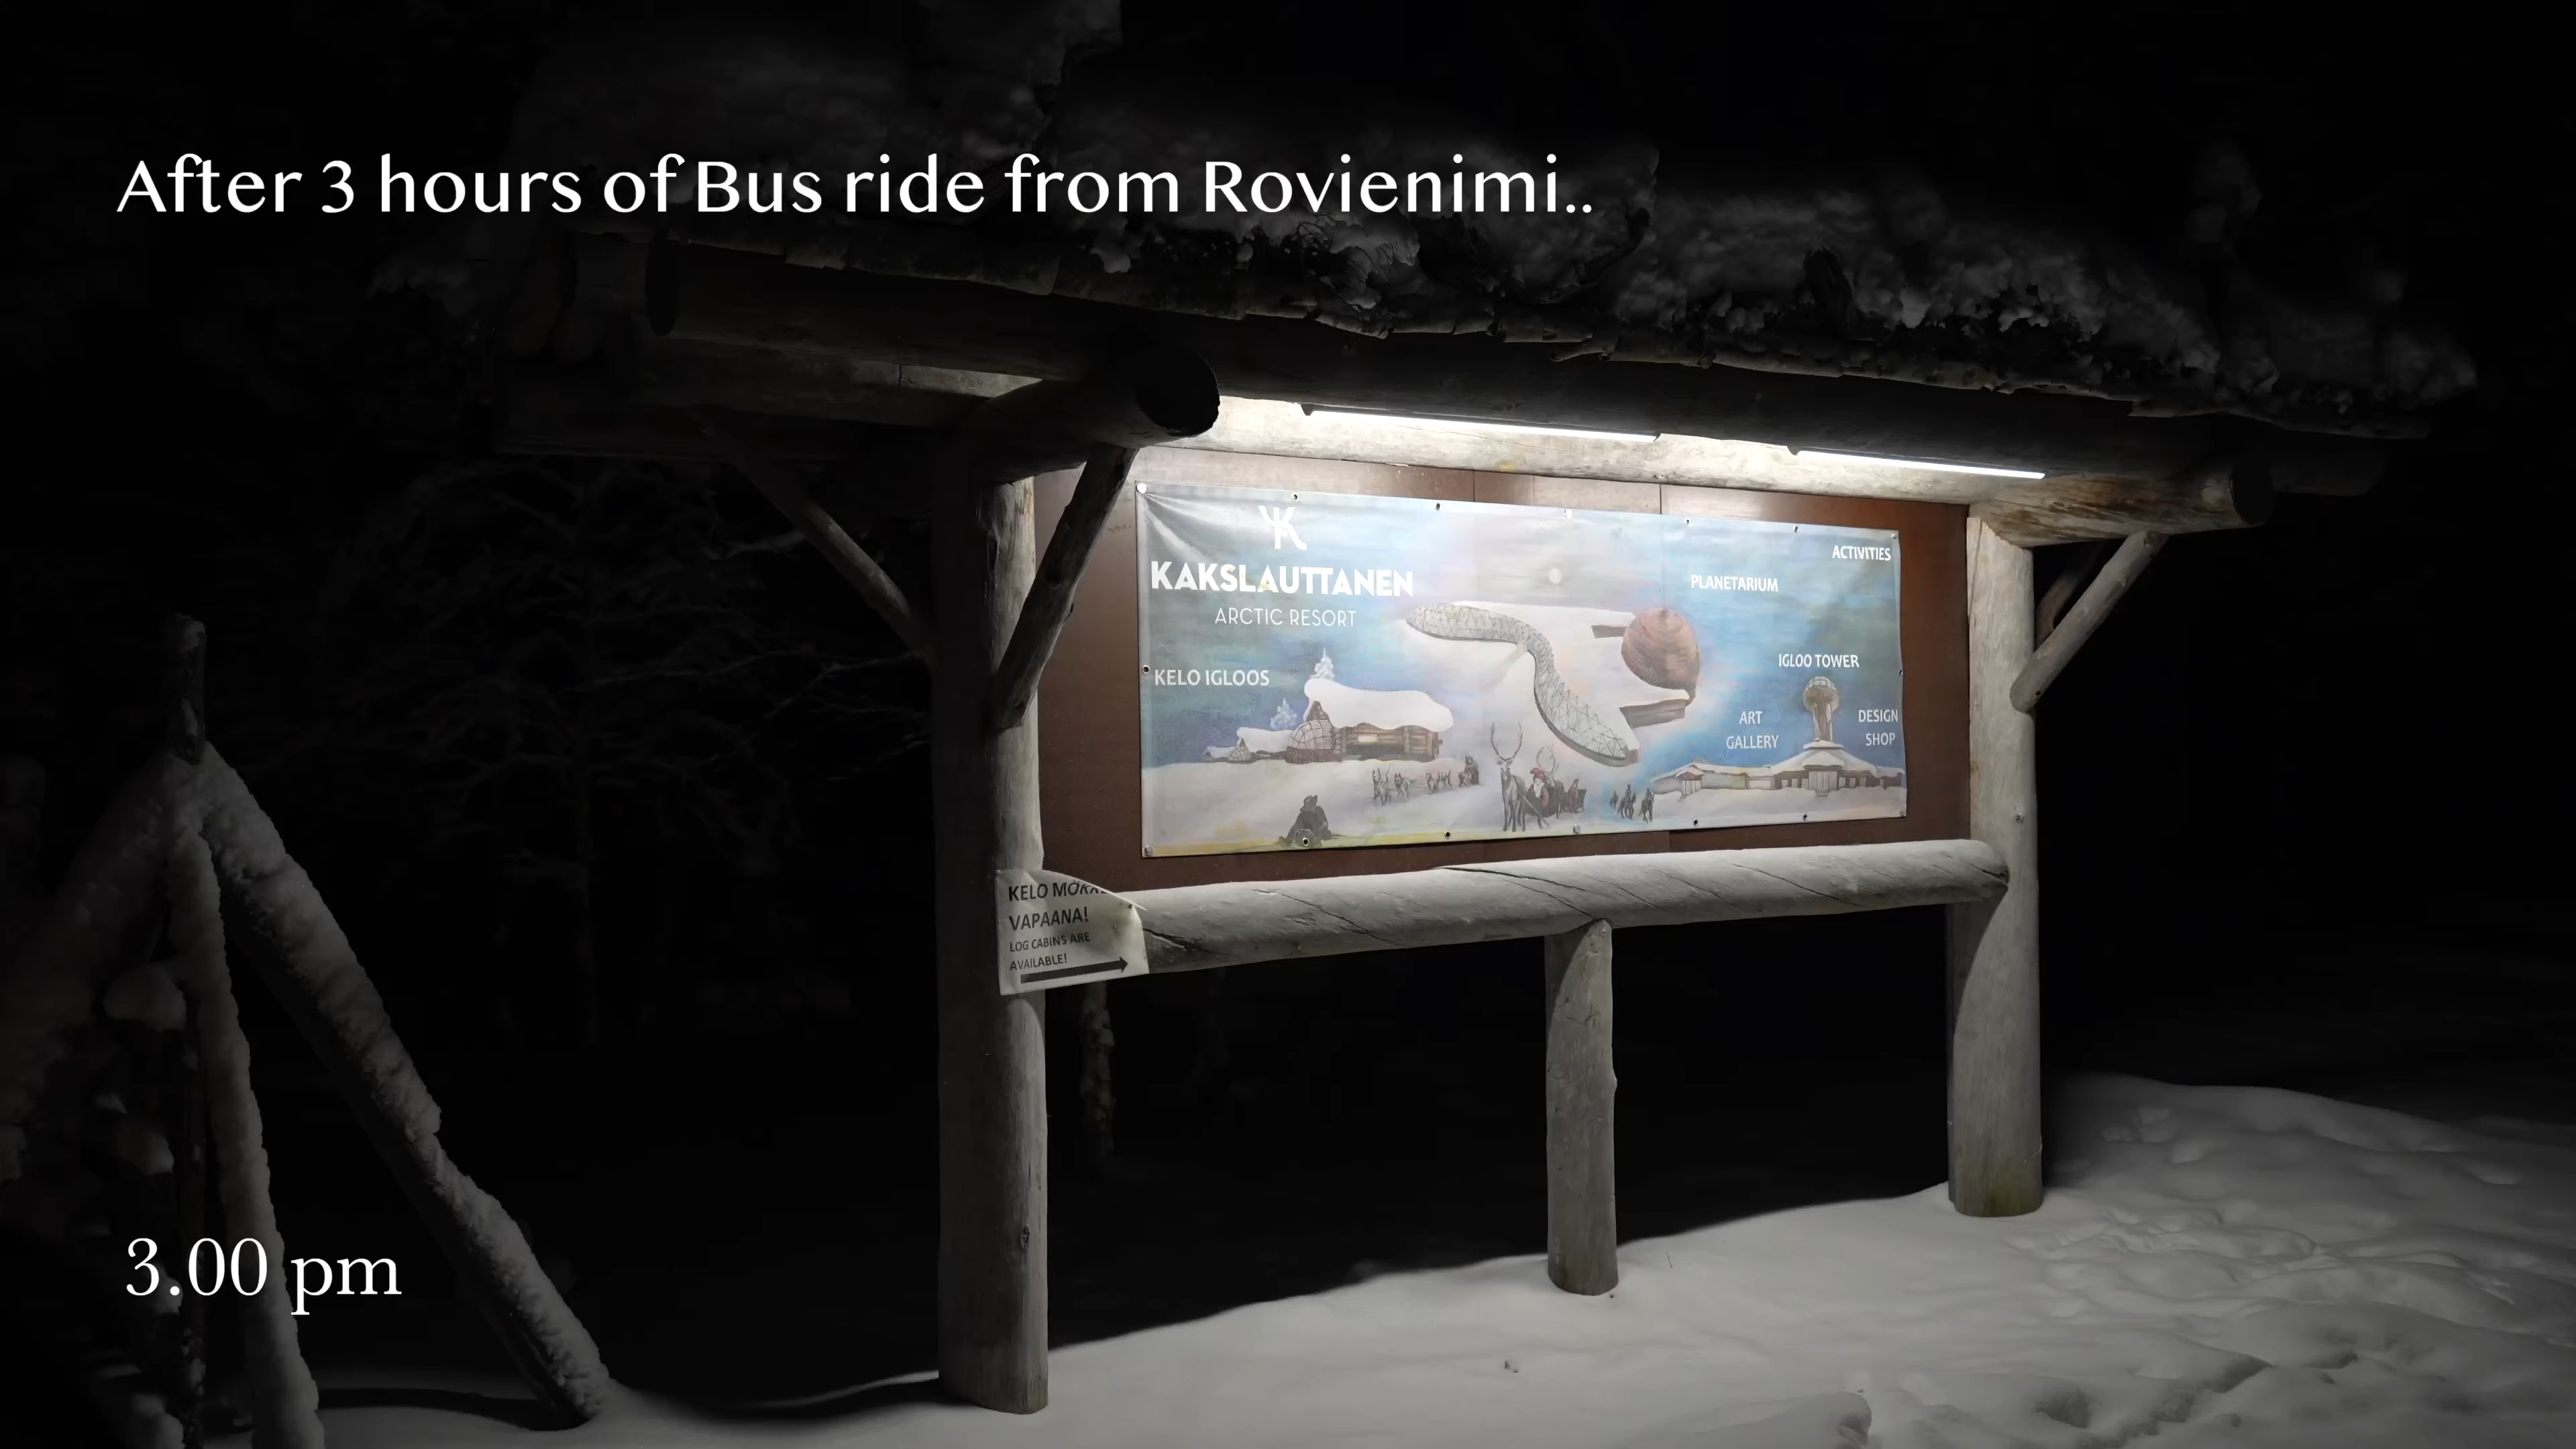 After 3 hours of Bus ride from Rovienimi..
KAKSLAUTTANEN
ARCTIC RESORT
KELO IGLOOS
ACTIVITIES
PLANETARIUM
IGLOO TOWER
ART
GALLERY
DESIGN
SHOP
KELO
VAPAANA!
LOG CABINS ARE
AVAILABLE!
3.00 pm